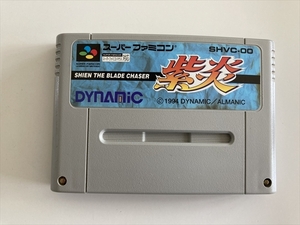 スーパーファミコン
SHVC-OO
SHIEN THE BLADE CHASER
紫炎
DYNAMiC
© 1994 DYNAMIC/ALMANIC